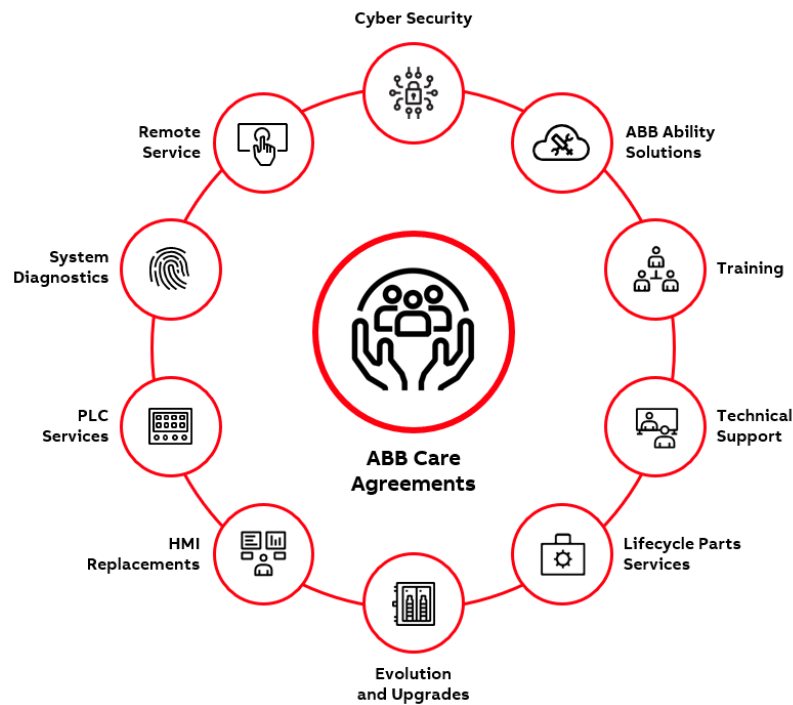 Cyber Security
ABB Ability
Solutions
Training
Technical
Support
Lifecycle Parts
Services
Evolution
and Upgrades
HMI
Replacements
PLC
Services
System
Diagnostics
Remote
Service
ABB Care
Agreements